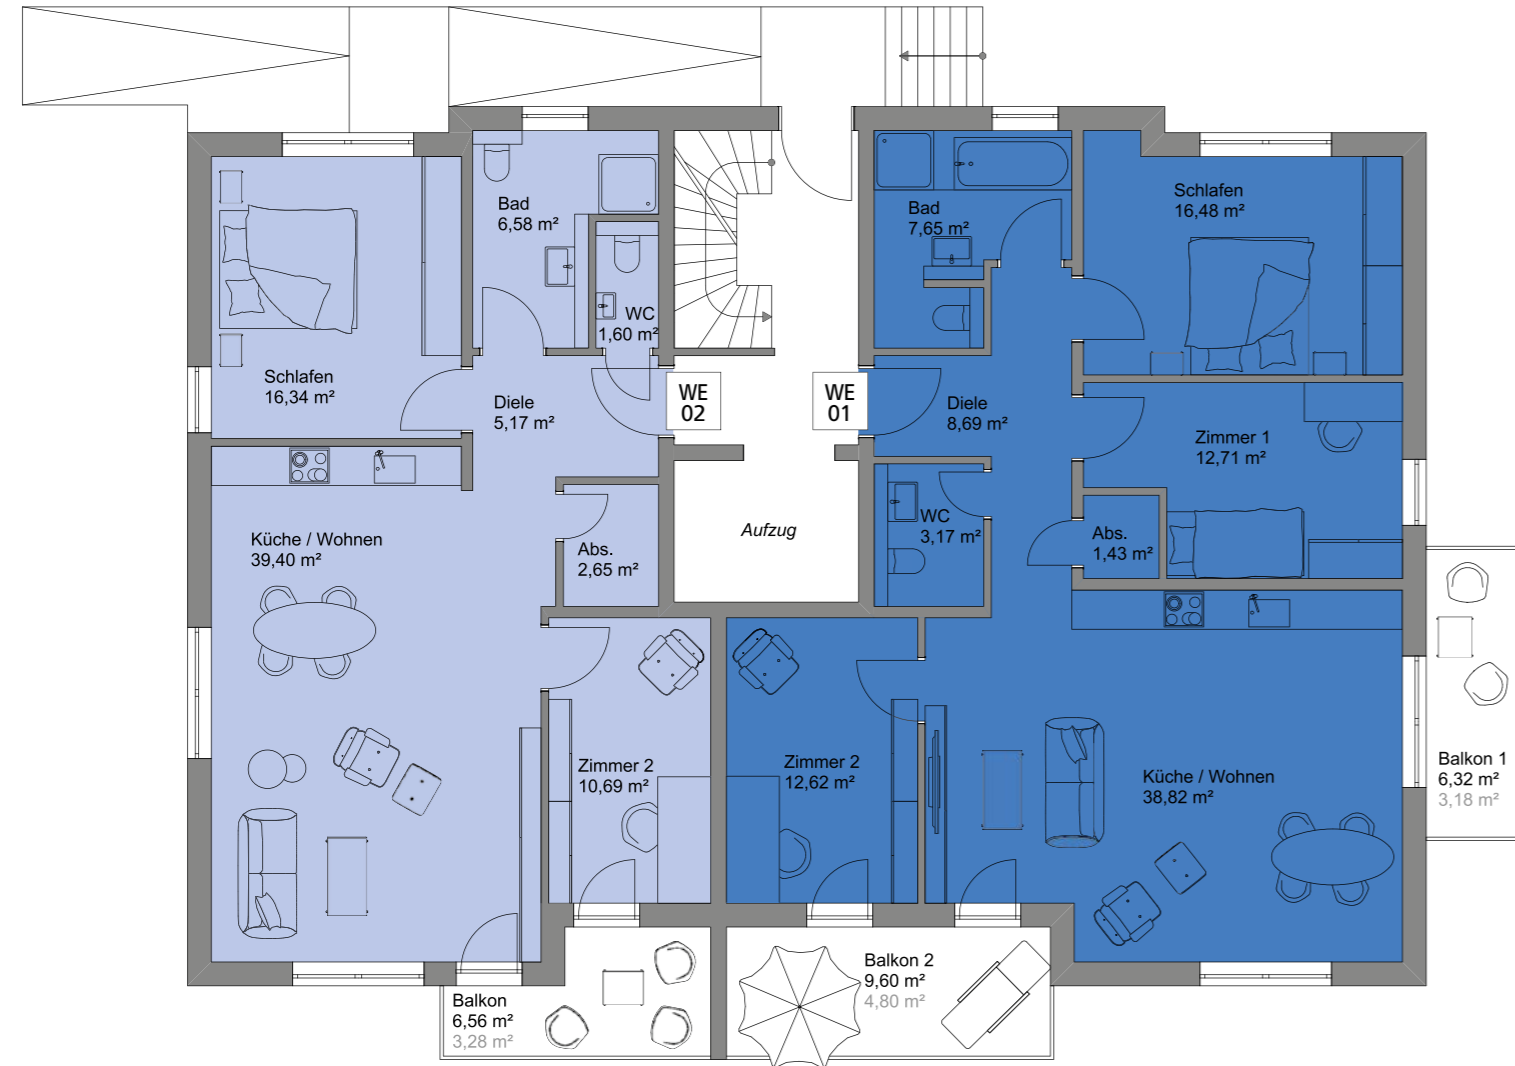 Schlafen
16,34 m²
Bad
6,58 m²
WC
1,60 m²
Diele
5,17 m²
WE
02
Küche / Wohnen
39,40 m²
Abs.
2,65 m²
Zimmer 2
10,69 m²
Balkon
6,56 m²
3,28 m²
Aufzug
WE
01
Bad
7,65 m²
Schlafen
16,48 m²
Diele
8,69 m²
Zimmer 1
12,71 m²
WC
3,17 m²
Abs.
1,43 m²
Zimmer 2
12,62 m²
Küche / Wohnen
38,82 m²
Balkon 1
6,32 m²
3,18 m²
Balkon 2
9,60 m²
4,80 m²